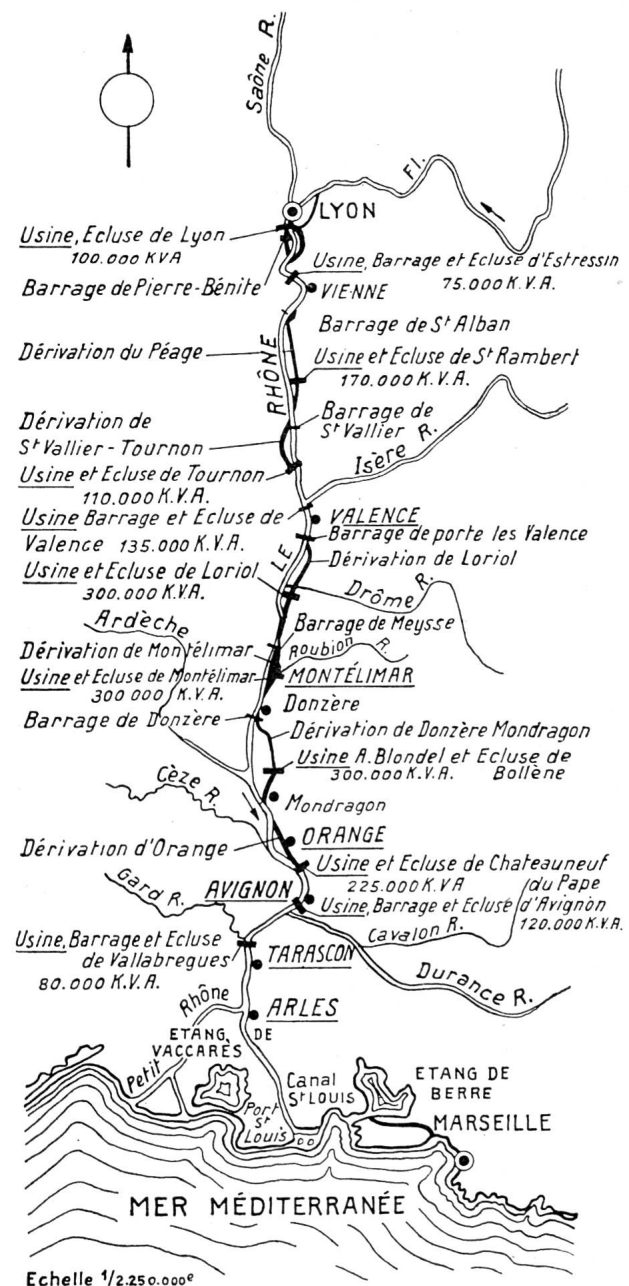 Saône R.
Fl.
LYON
Usine, Ecluse de Lyon
100.000 KVA
Usine, Barrage et Ecluse d'Estressin
75.000 K.V.A.
Barrage de Pierre-Bénite
VIENNE
Barrage de St Alban
LE RHÔNE
Dérivation du Péage
Usine et Ecluse de St Rambert
170.000 K.V.A.
Dérivation de
St Vallier-Tournon
Barrage de
St Vallier
Isère R.
Usine et Ecluse de Tournon
110.000 K.V.A.
Usine Barrage et Ecluse de
Valence 135.000 K.V.A.
VALENCE
Barrage de porte les Valence
Dérivation de Loriol
Usine et Ecluse de Loriol
300.000 K.V.A.
Drôme R.
Ardèche
Barrage de Meysse
Roubion R.
Dérivation de Montélimar
Usine et Ecluse de Montélimar
300 000 K.V.A.
MONTÉLIMAR
Donzère
Barrage de Donzère
Dérivation de Donzère Mondragon
Usine A. Blondel et Ecluse de
300.000 K.V.A. Bollène
Cèze R.
Mondragon
ORANGE
Dérivation d'Orange
Usine et Ecluse de Chateauneuf
225.000 K.V.A du Pape
Gard R.
AVIGNON
Usine, Barrage et Ecluse d'Avignon
120.000 K.V.A.
Cavalon R.
Usine, Barrage et Ecluse
de Vallabregues
80.000 K.V.A.
TARASCON
Durance R.
Petit Rhône
ARLES
ETANG DE
VACCARÈS
Canal
St LOUIS
ETANG DE
BERRE
Port
St
Louis
MARSEILLE
MER MÉDITERRANÉE
Echelle 1/2.250.000e